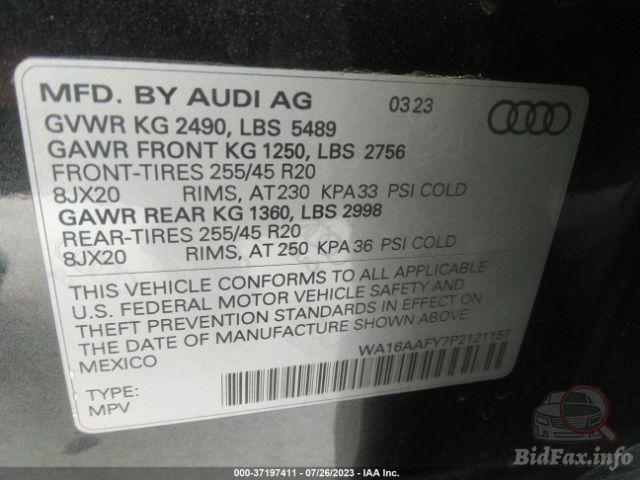 MFD. BY AUDI AG 03 23
GVWR KG 2490, LBS 5489
GAWR FRONT KG 1250, LBS 2756
FRONT-TIRES 255/45 R20
8JX20 RIMS, AT 230 KPA 33 PSI COLD
GAWR REAR KG 1360, LBS 2998
REAR-TIRES 255/45 R20
8JX20 RIMS, AT 250 KPA 36 PSI COLD
THIS VEHICLE CONFORMS TO ALL APPLICABLE
U.S. FEDERAL MOTOR VEHICLE SAFETY AND
THEFT PREVENTION STANDARDS IN EFFECT ON
THE DATE OF MANUFACTURE SHOWN ABOVE.
MEXICO
WA16AAFY7P2121157
TYPE:
MPV
BidFax.info
00-37197411 / 07/26/2023 - IAA Inc.